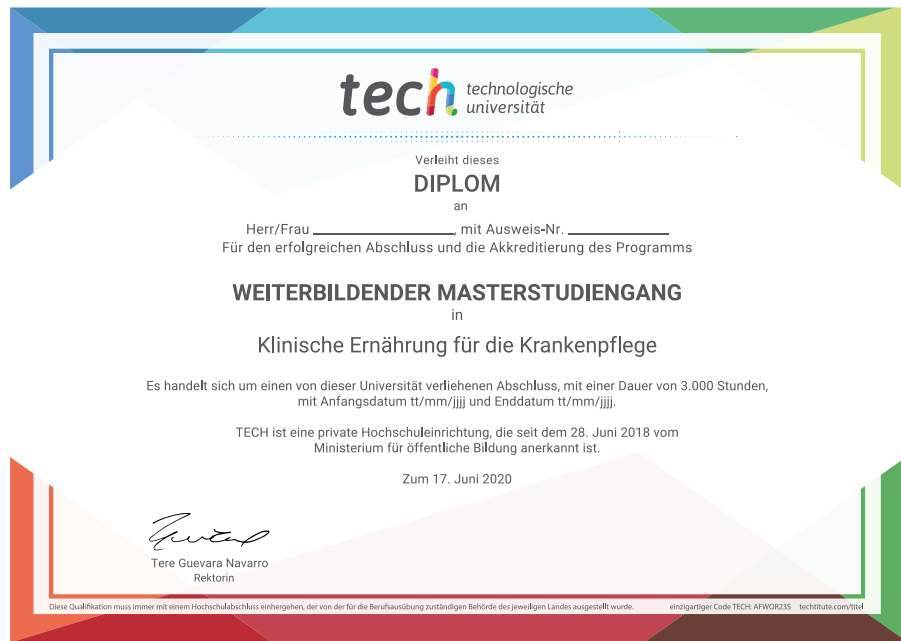 tech technologische
universität
Verleiht dieses
DIPLOM
an
Herr/Frau ____________________, mit Ausweis-Nr. ______________
Für den erfolgreichen Abschluss und die Akkreditierung des Programms
WEITERBILDENDER MASTERSTUDIENGANG
in
Klinische Ernährung für die Krankenpflege
Es handelt sich um einen von dieser Universität verliehenen Abschluss, mit einer Dauer von 3.000 Stunden,
mit Anfangsdatum tt/mm/jjjj und Enddatum tt/mm/jjjj.
TECH ist eine private Hochschuleinrichtung, die seit dem 28. Juni 2018 vom
Ministerium für öffentliche Bildung anerkannt ist.
Zum 17. Juni 2020
Tere Guevara Navarro
Rektorin
Diese Qualifikation muss immer mit einem Hochschulabschluss einhergehen, der von der für die Berufsausübung zuständigen Behörde des jeweiligen Landes ausgestellt wurde. einzigartiger Code TECH: AFWOR23S techtitute.com/titel